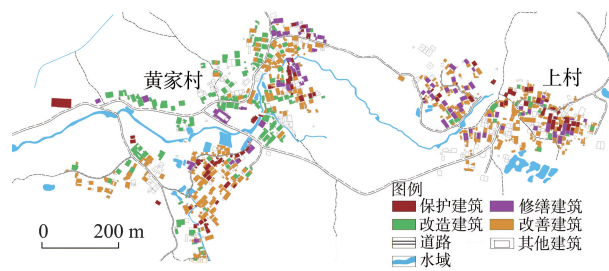 黄家村
上村
图例
保护建筑 修缮建筑
改造建筑 改善建筑
道路 其他建筑
水域
0 200 m